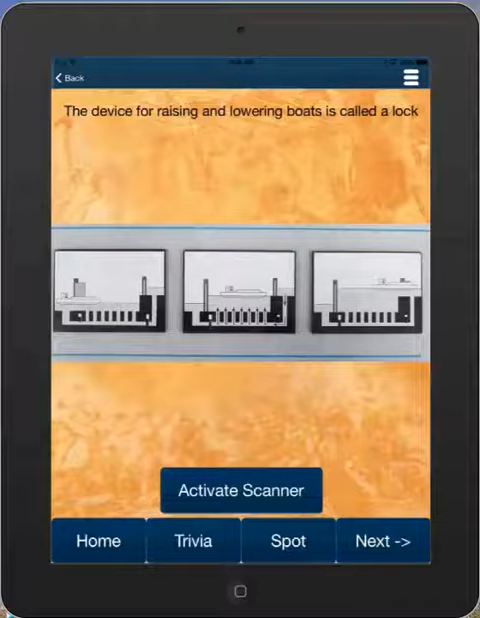 Back
The device for raising and lowering boats is called a lock
Activate Scanner
Home
Trivia
Spot
Next ->